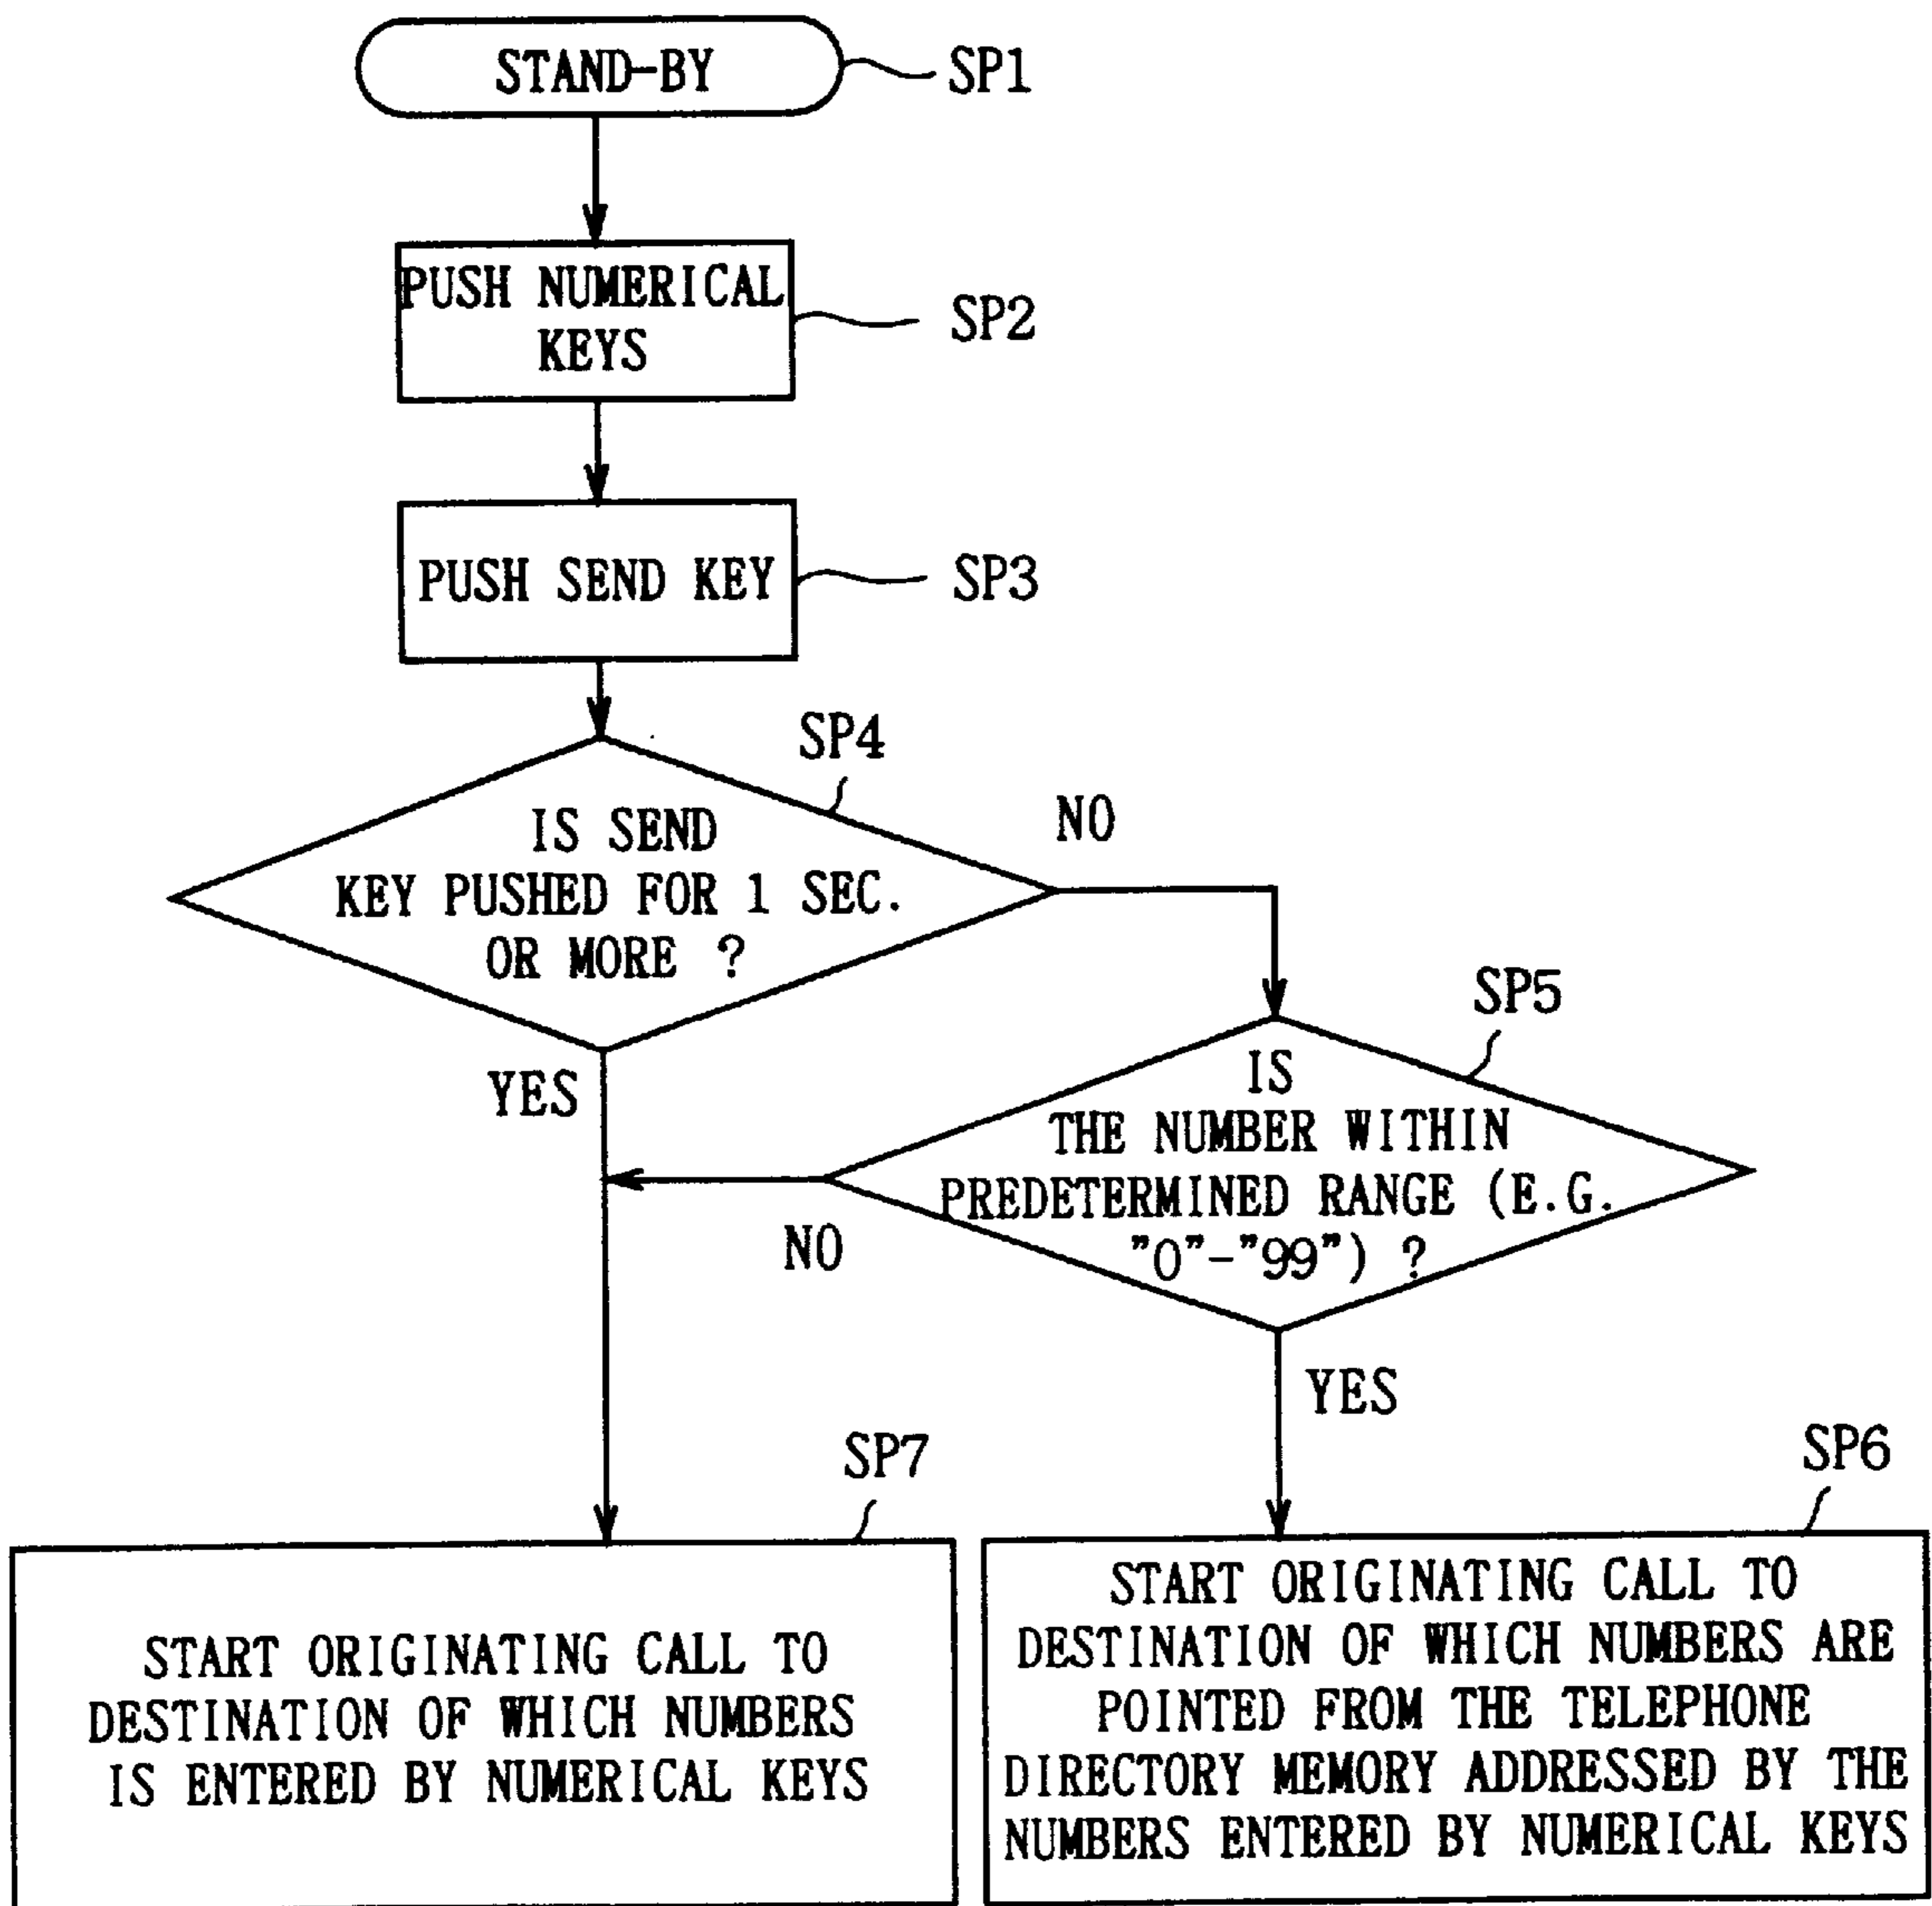 STAND-BY
SP1
PUSH NUMERICAL
KEYS
SP2
PUSH SEND KEY
SP3
SP4
IS SEND
KEY PUSHED FOR 1 SEC.
OR MORE ?
NO
YES
SP5
IS
THE NUMBER WITHIN
PREDETERMINED RANGE (E.G.
"0"-"99") ?
NO
YES
SP7
START ORIGINATING CALL TO
DESTINATION OF WHICH NUMBERS
IS ENTERED BY NUMERICAL KEYS
SP6
START ORIGINATING CALL TO
DESTINATION OF WHICH NUMBERS ARE
POINTED FROM THE TELEPHONE
DIRECTORY MEMORY ADDRESSED BY THE
NUMBERS ENTERED BY NUMERICAL KEYS